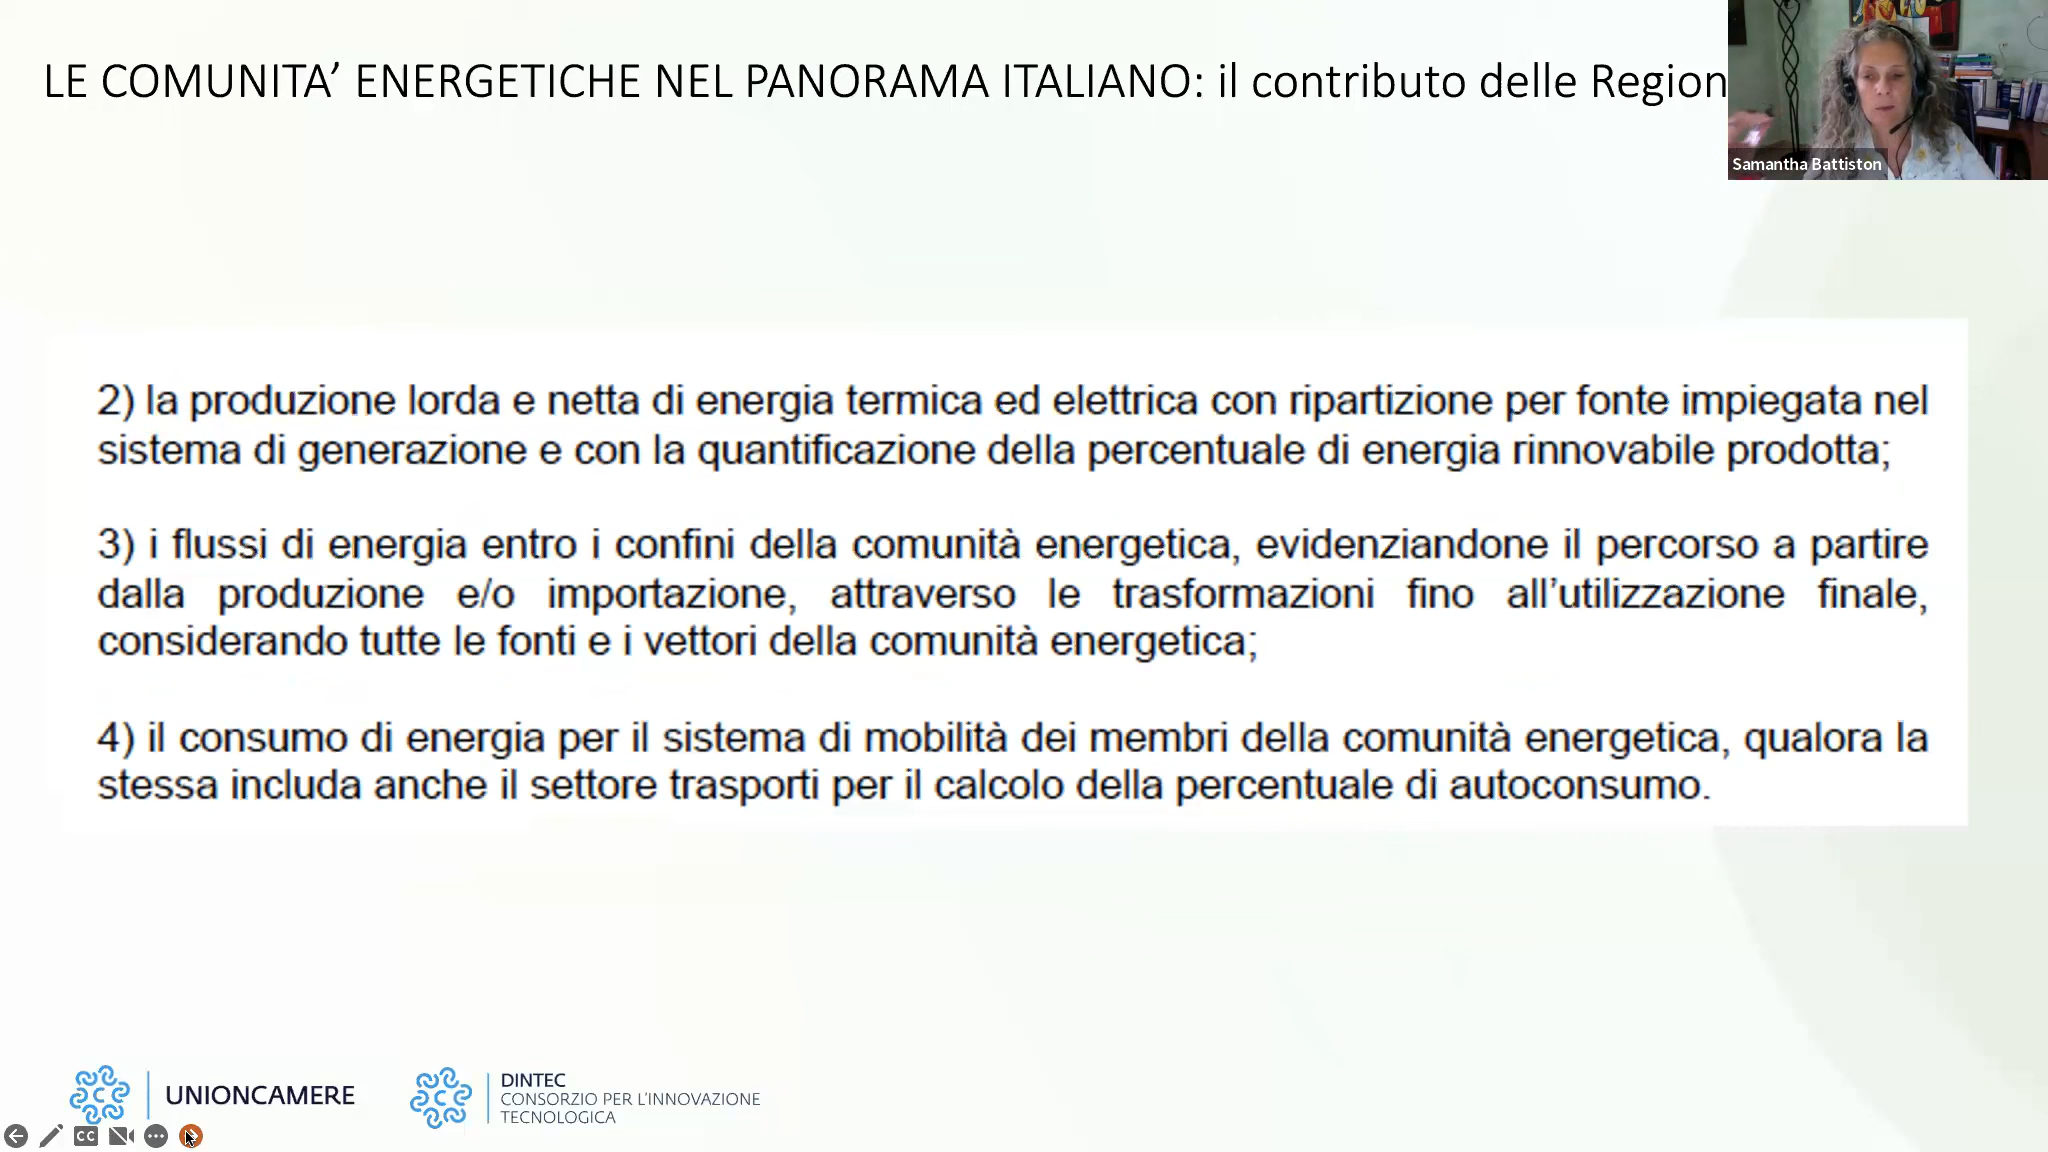 LE COMUNITA’ ENERGETICHE NEL PANORAMA ITALIANO: il contributo delle Region
Samantha Battiston
2) la produzione lorda e netta di energia termica ed elettrica con ripartizione per fonte impiegata nel
sistema di generazione e con la quantificazione della percentuale di energia rinnovabile prodotta;
3) i flussi di energia entro i confini della comunità energetica, evidenziandone il percorso a partire
dalla produzione e/o importazione, attraverso le trasformazioni fino all’utilizzazione finale,
considerando tutte le fonti e i vettori della comunità energetica;
4) il consumo di energia per il sistema di mobilità dei membri della comunità energetica, qualora la
stessa includa anche il settore trasporti per il calcolo della percentuale di autoconsumo.
UNIONCAMERE
DINTEC
CONSORZIO PER L'INNOVAZIONE
TECNOLOGICA
CC